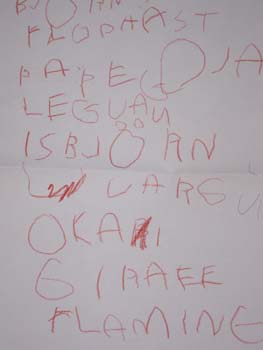 FLODHAST
PAPEGOJA
LEGUAN
ISBJÖRN
VARG
OKAPI
GIRAFF
FLAMING